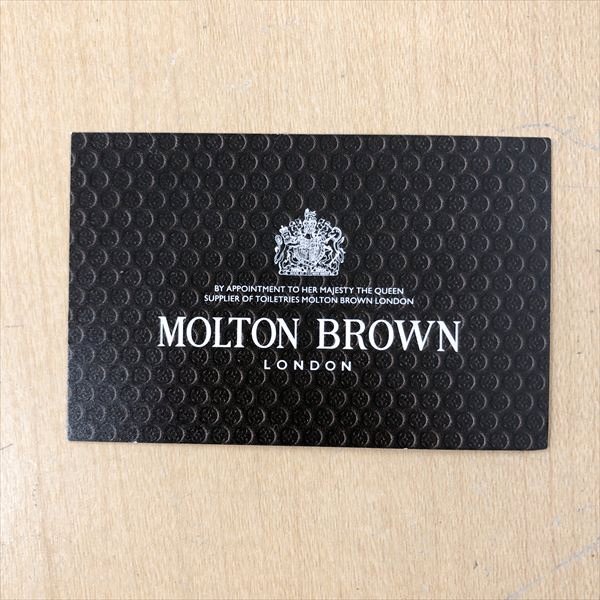 BY APPOINTMENT TO HER MAJESTY THE QUEEN
SUPPLIER OF TOILETRIES MOLTON BROWN LONDON
MOLTON BROWN
LONDON